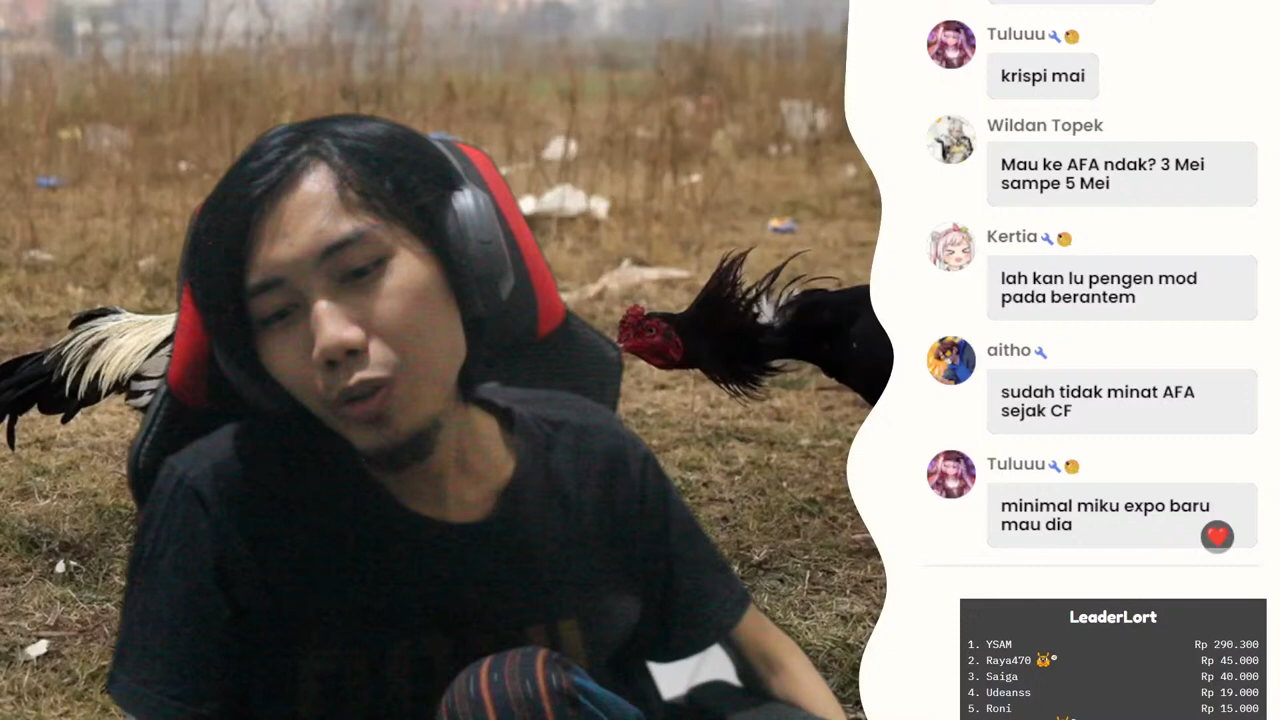 Tuluuu
krispi mai
Wildan Topek
Mau ke AFA ndak? 3 Mei
sampe 5 Mei
Kertia
lah kan lu pengen mod
pada berantem
aitho
sudah tidak minat AFA
sejak CF
Tuluuu
minimal miku expo baru
mau dia
LeaderLort
1. YSAM Rp 290.300
2. Raya470 Rp 45.000
3. Saiga Rp 40.000
4. Udeanss Rp 19.000
5. Roni Rp 15.000